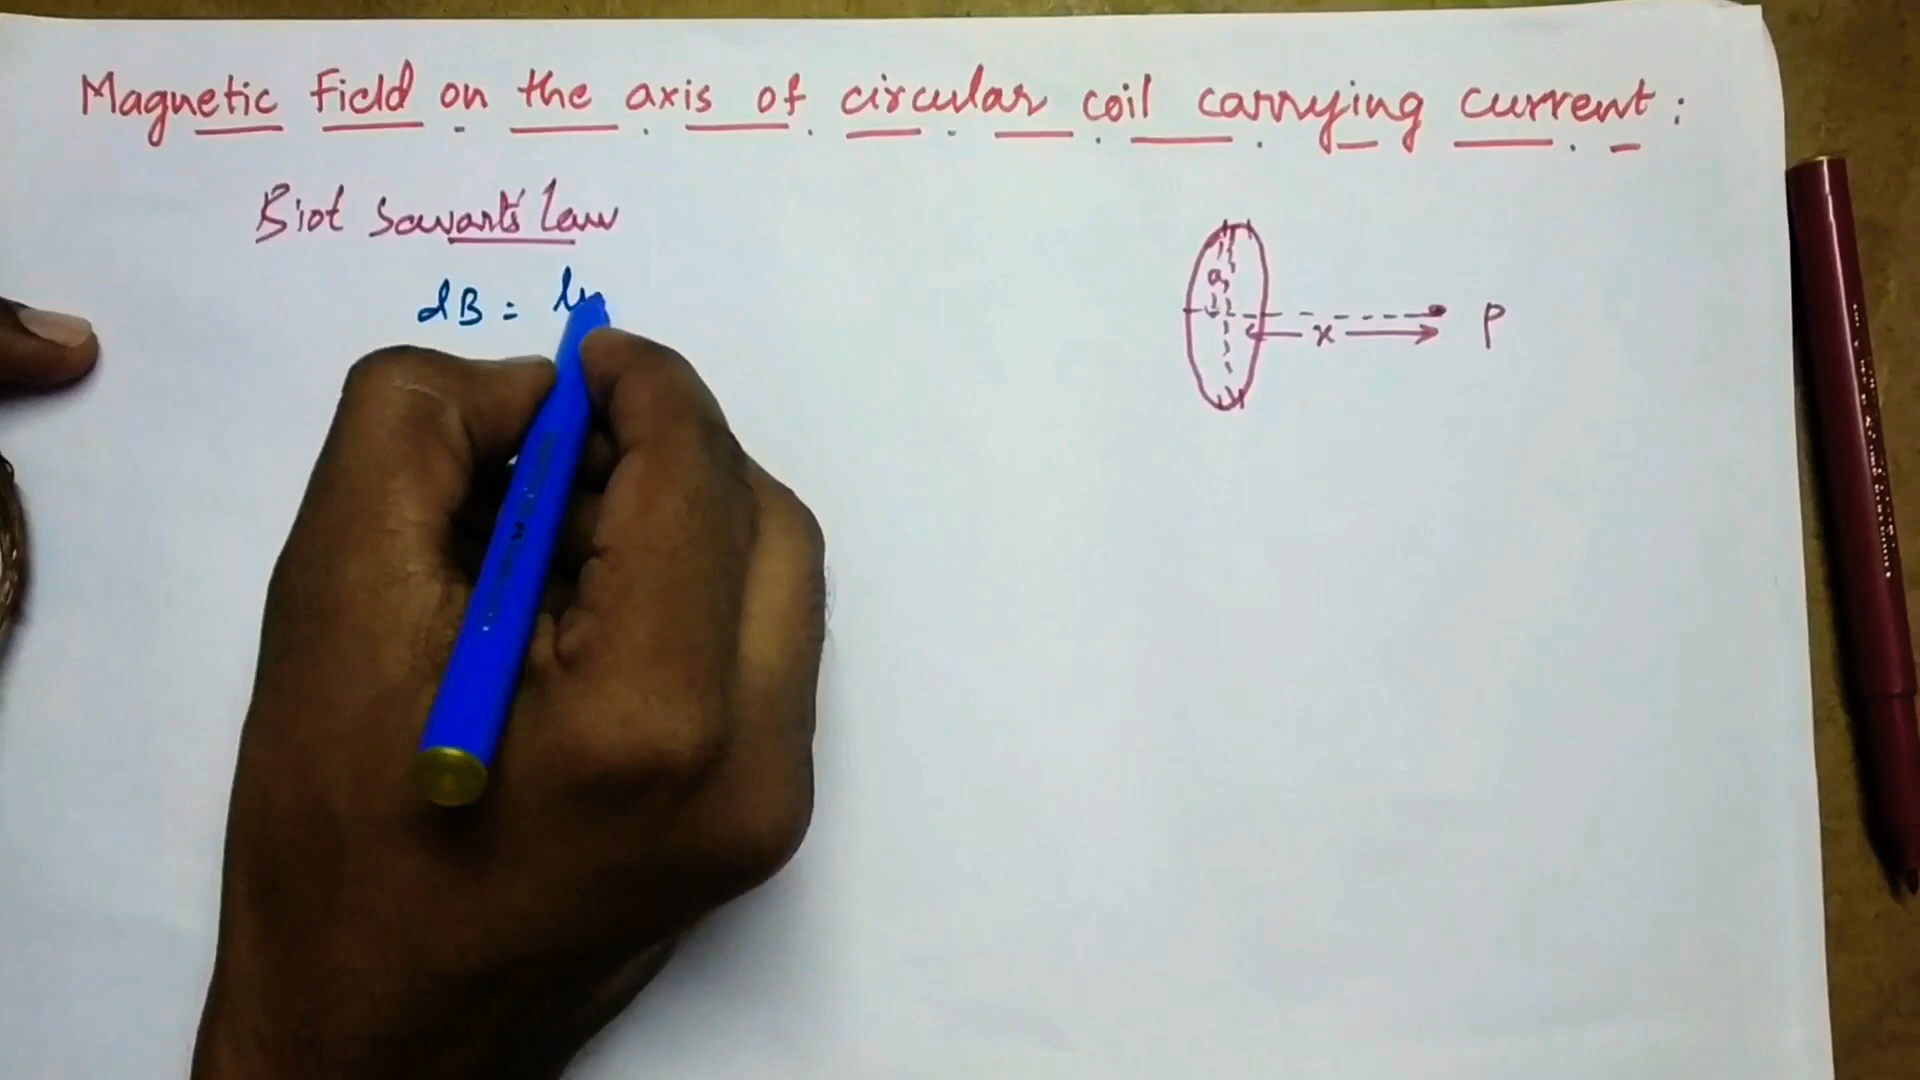 Magnetic Field on the axis of circular coil carrying current :
Biot Savart's Law
dB =
a
x
P